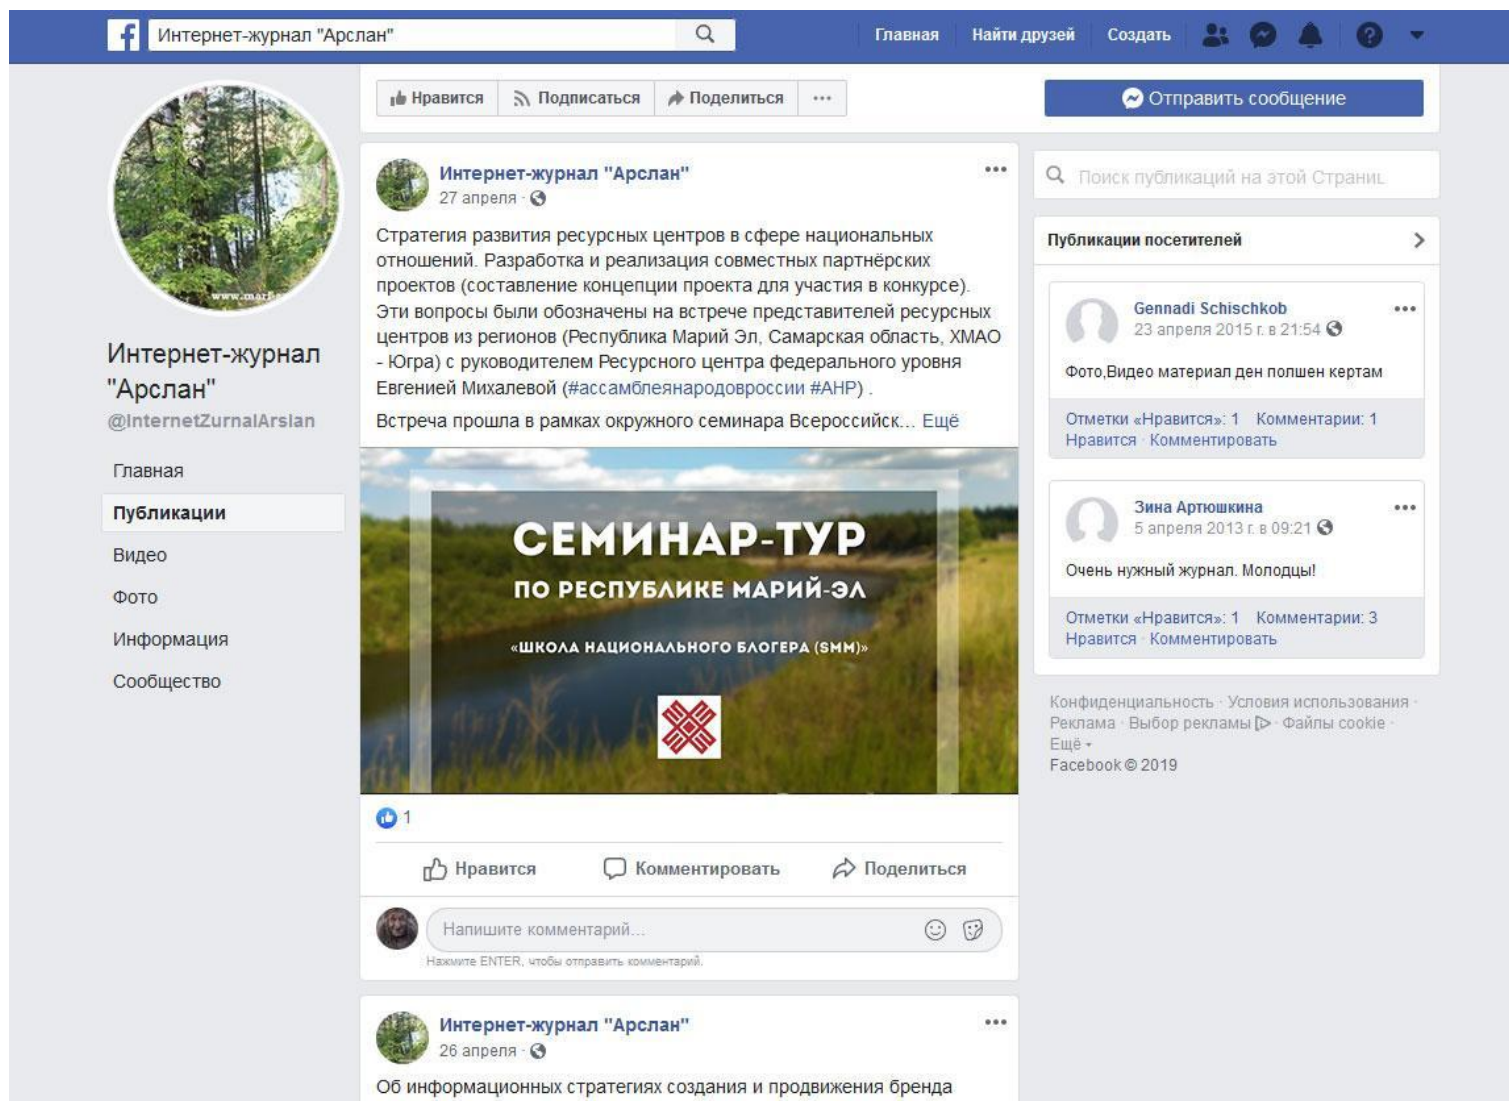 Интернет-журнал "Арслан"
Главная
Найти друзей
Создать
Нравится
Подписаться
Поделиться
Отправить сообщение
Интернет-журнал
"Арслан"
@InternetZurnalArslan
Главная
Публикации
Видео
Фото
Информация
Сообщество
Интернет-журнал "Арслан"
27 апреля ·
Стратегия развития ресурсных центров в сфере национальных
отношений. Разработка и реализация совместных партнёрских
проектов (составление концепции проекта для участия в конкурсе).
Эти вопросы были обозначены на встрече представителей ресурсных
центров из регионов (Республика Марий Эл, Самарская область, ХМАО
- Югра) с руководителем Ресурсного центра федерального уровня
Евгенией Михалевой (#ассамблеянародовроссии #АНР) .
Встреча прошла в рамках окружного семинара Всероссийск... Ещё
СЕМИНАР-ТУР
ПО РЕСПУБЛИКЕ МАРИЙ-ЭЛ
«ШКОЛА НАЦИОНАЛЬНОГО БЛОГЕРА (SMM)»
1
Нравится
Комментировать
Поделиться
Напишите комментарий...
Нажмите ENTER, чтобы отправить комментарий.
Интернет-журнал "Арслан"
26 апреля ·
Об информационных стратегиях создания и продвижения бренда
Поиск публикаций на этой Страниц
Публикации посетителей
Gennadi Schischkob
23 апреля 2015 г. в 21:54
Фото,Видео материал ден полшен кертам
Отметки «Нравится»: 1 Комментарии: 1
Нравится · Комментировать
Зина Артюшкина
5 апреля 2013 г. в 09:21
Очень нужный журнал. Молодцы!
Отметки «Нравится»: 1 Комментарии: 3
Нравится · Комментировать
Конфиденциальность · Условия использования ·
Реклама · Выбор рекламы · Файлы cookie ·
Ещё
Facebook © 2019